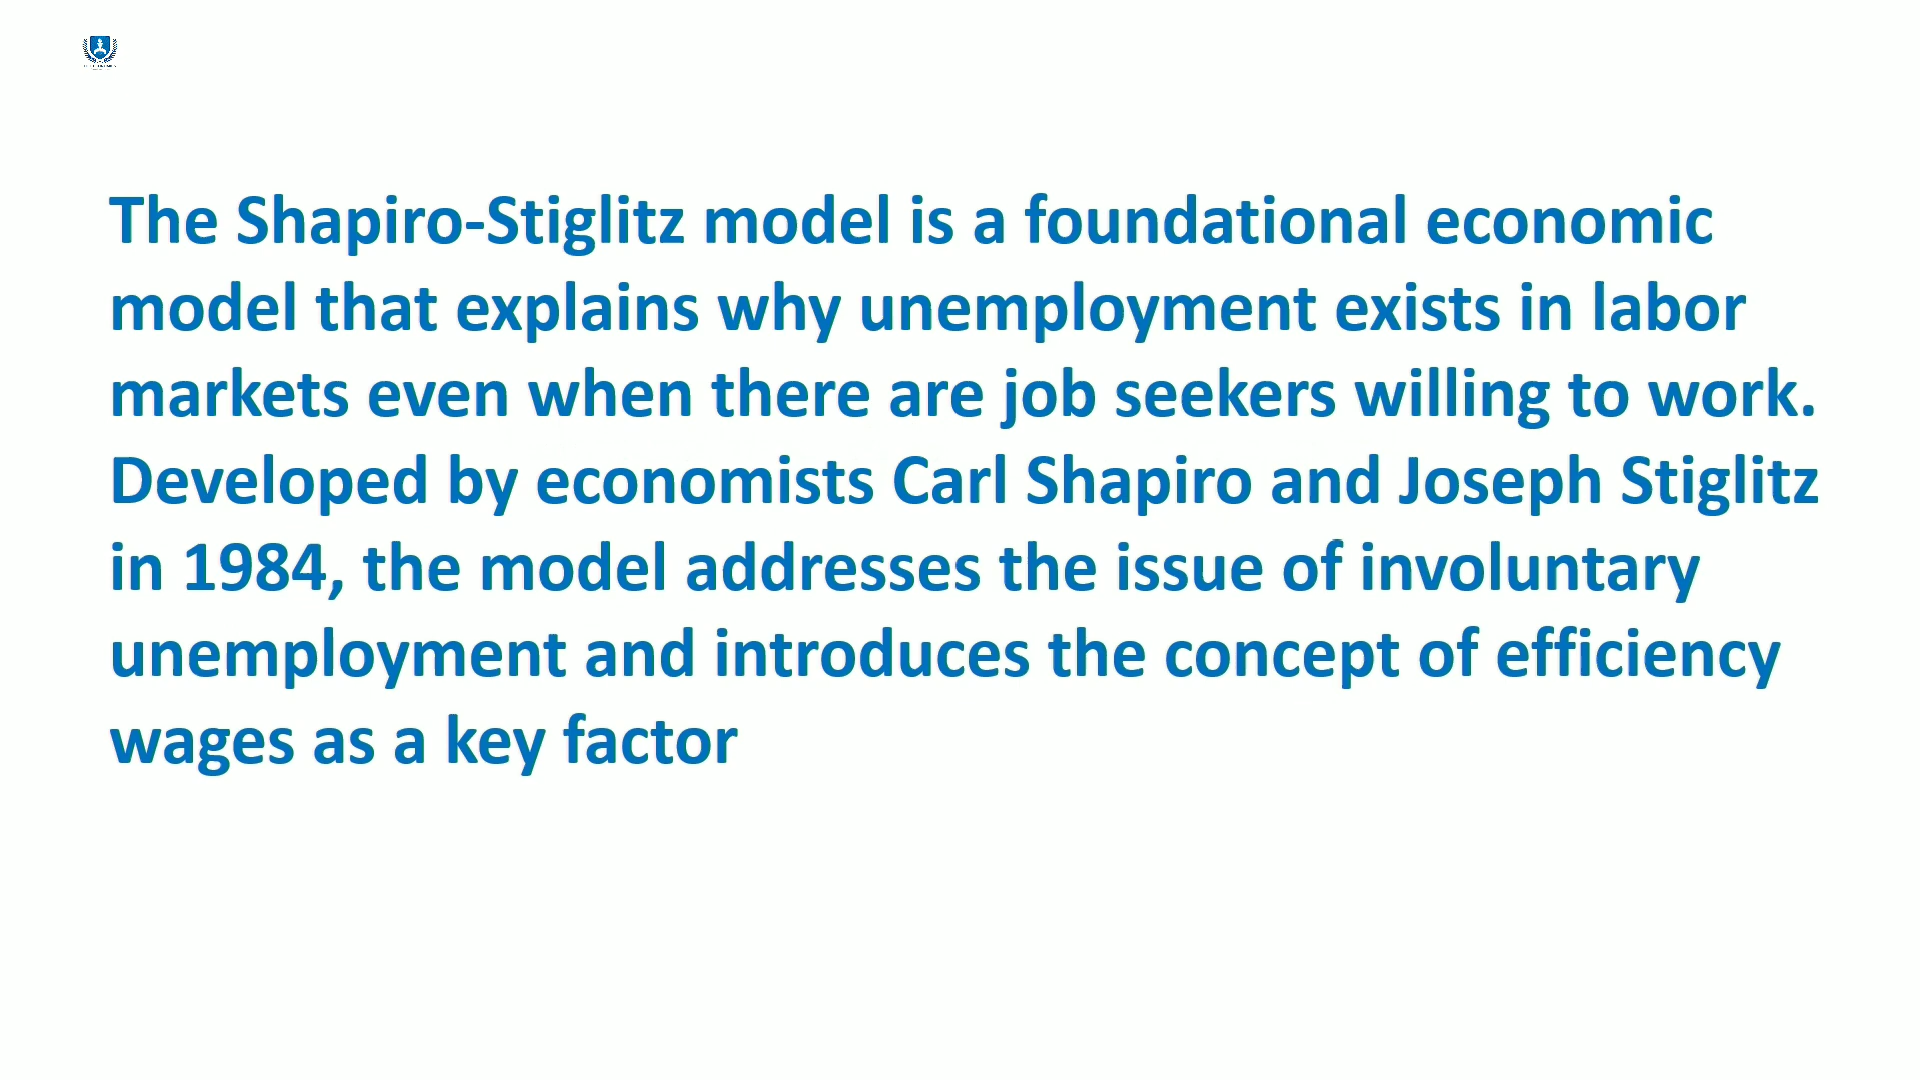 The Shapiro-Stiglitz model is a foundational economic
model that explains why unemployment exists in labor
markets even when there are job seekers willing to work.
Developed by economists Carl Shapiro and Joseph Stiglitz
in 1984, the model addresses the issue of involuntary
unemployment and introduces the concept of efficiency
wages as a key factor